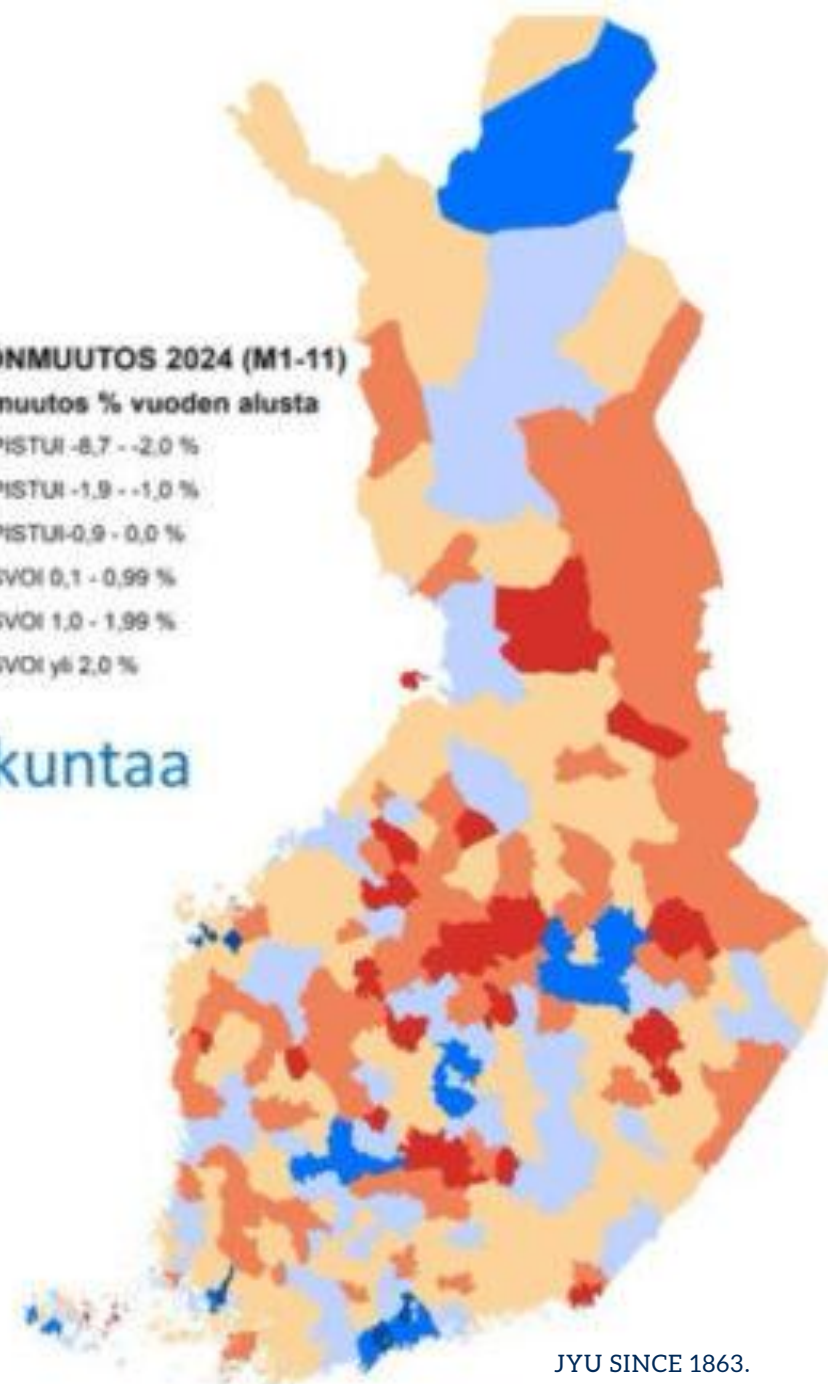 ONMUUTOS 2024 (M1-11)
muutos % vuoden alusta
PISTUI -8,7 - -2,0 %
PISTUI -1,9 - -1,0 %
PISTUI-0,9 - 0,0 %
SVOI 0,1 - 0,99 %
SVOI 1,0 - 1,99 %
SVOI yli 2,0 %
kuntaa
JYU SINCE 1863.